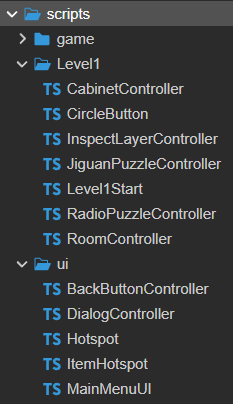 scripts
game
Level1
TS CabinetController
TS CircleButton
TS InspectLayerController
TS JiguanPuzzleController
TS Level1Start
TS RadioPuzzleController
TS RoomController
ui
TS BackButtonController
TS DialogController
TS Hotspot
TS ItemHotspot
TS MainMenuUI